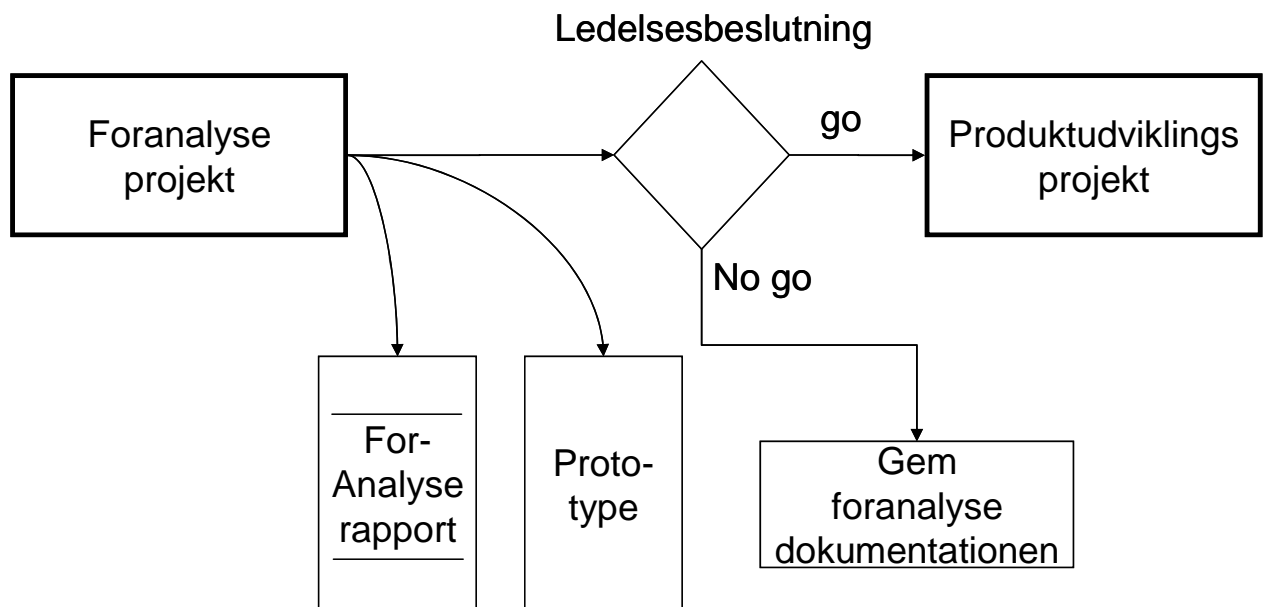 Ledelsesbeslutning
Foranalyse
projekt
go
Produktudviklings
projekt
No go
For-
Analyse
rapport
Proto-
type
Gem
foranalyse
dokumentationen